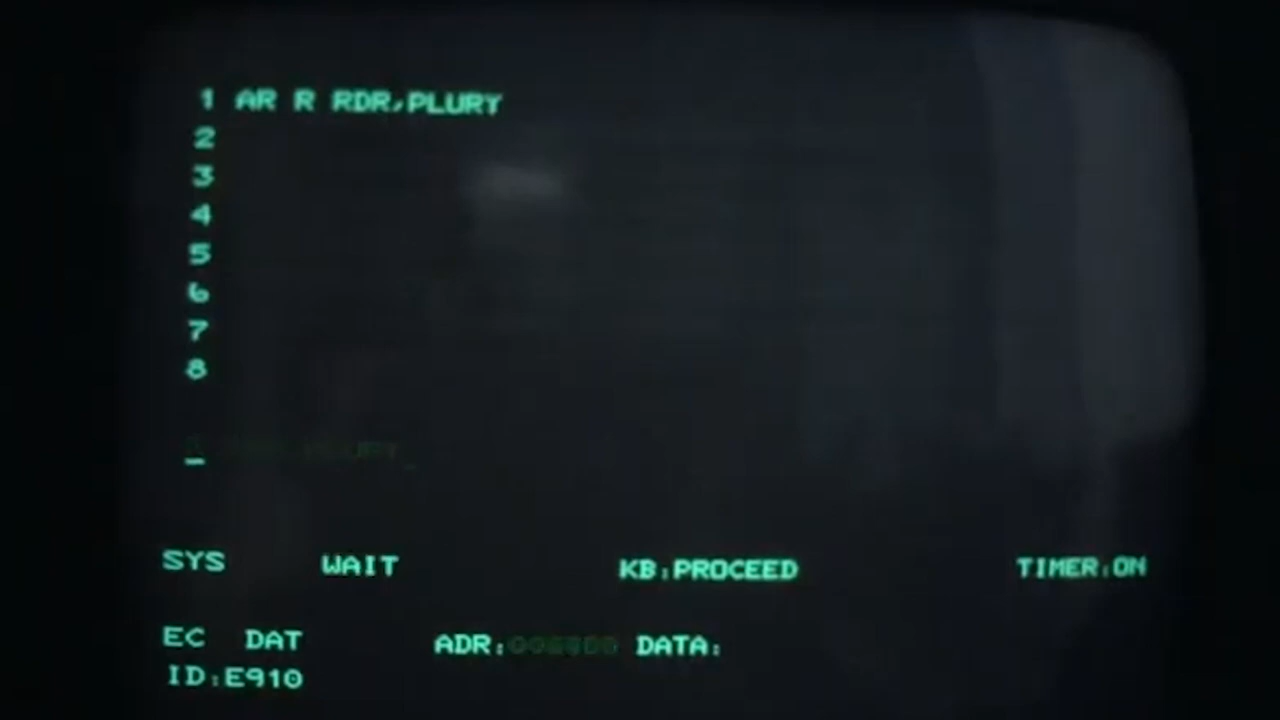 1 AR R RDR,PLURY
2
3
4
5
6
7
8
_
SYS WAIT KB:PROCEED TIMER:ON
EC DAT ADR: DATA:
ID:E910